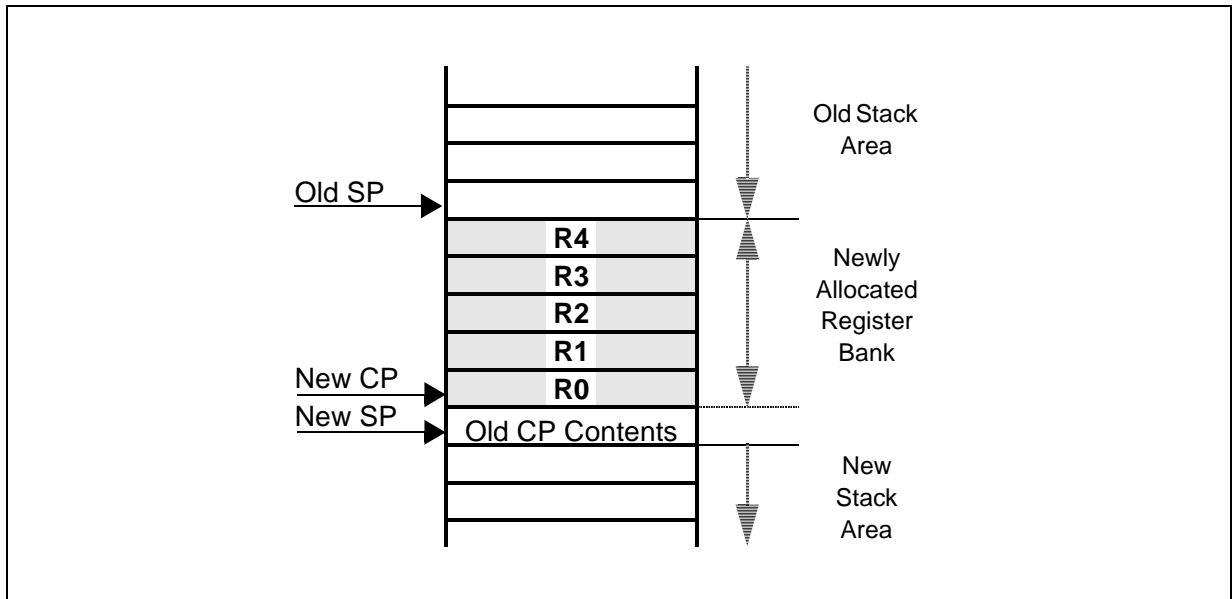 Old Stack
Area
Old SP
R4
R3
R2
R1
R0
Newly
Allocated
Register
Bank
New CP
New SP
Old CP Contents
New
Stack
Area